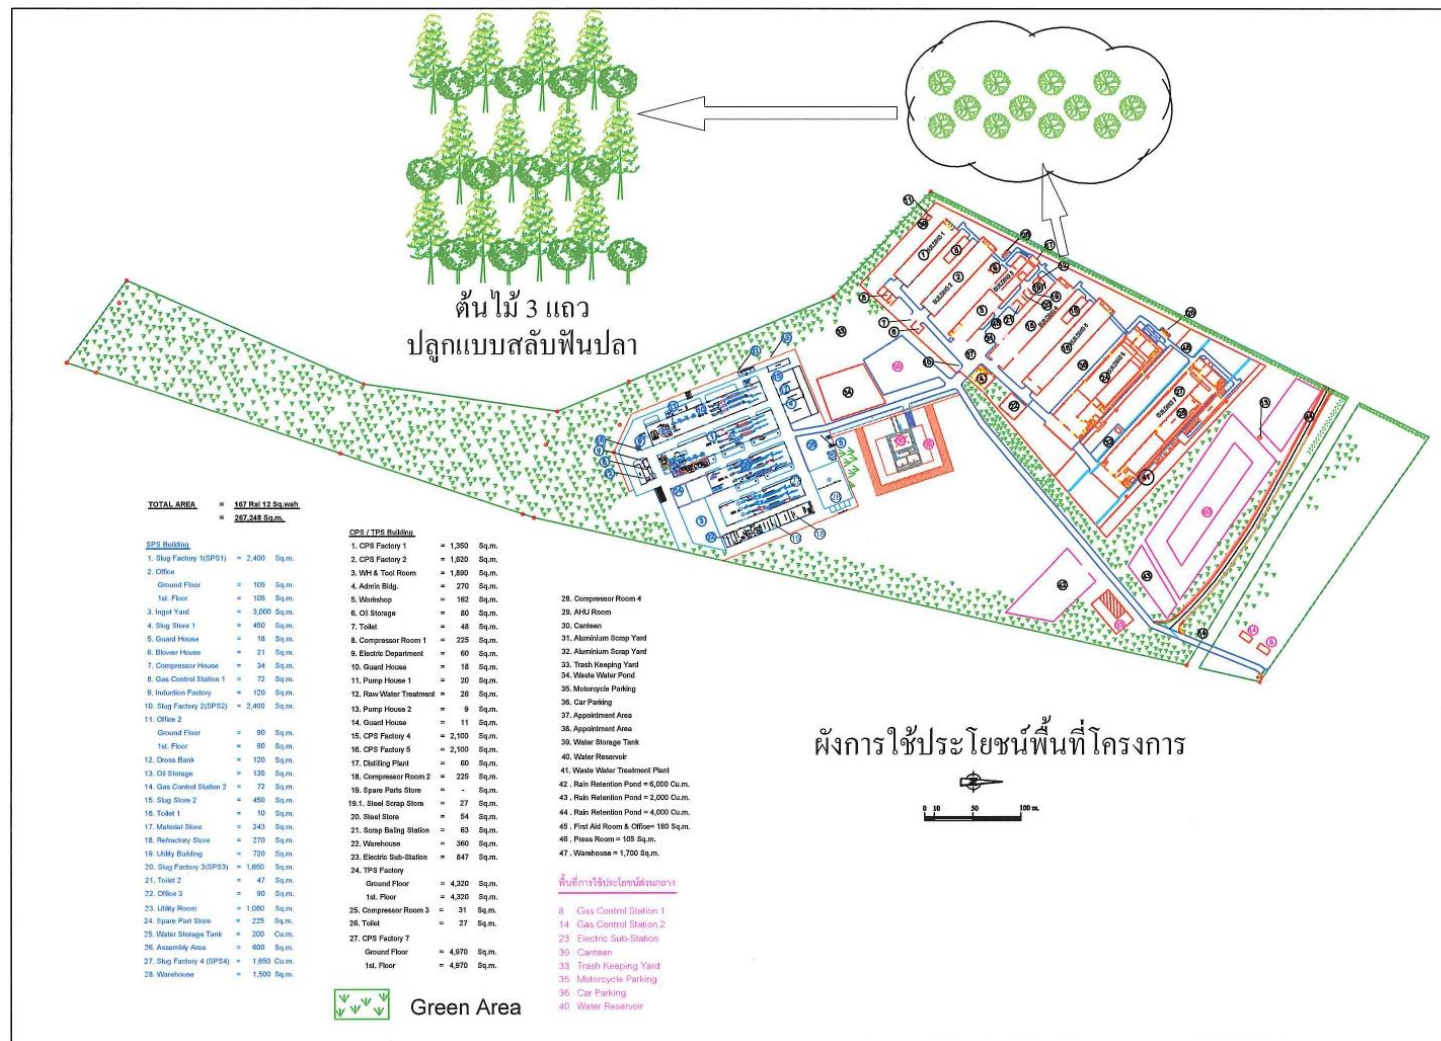 ต้นไม้ 3 แถว
ปลูกแบบสลับฟันปลา
ผังการใช้ประโยชน์พื้นที่โครงการ
0 10 50 100 m.
TOTAL AREA = 167 Rai 12 Sq.wah
= 267,248 Sq.m.
SPS Building
1. Slug Factory 1(SPS1) = 2,400 Sq.m.
2. Office
Ground Floor = 105 Sq.m.
1st. Floor = 105 Sq.m.
3. Ingot Yard = 3,000 Sq.m.
4. Slug Store 1 = 450 Sq.m.
5. Guard House = 18 Sq.m.
6. Blower House = 21 Sq.m.
7. Compressor House = 34 Sq.m.
8. Gas Control Station 1 = 72 Sq.m.
9. Induction Factory = 120 Sq.m.
10. Slug Factory 2(SPS2) = 2,400 Sq.m.
11. Office 2
Ground Floor = 90 Sq.m.
1st. Floor = 90 Sq.m.
12. Dross Bank = 120 Sq.m.
13. Oil Storage = 135 Sq.m.
14. Gas Control Station 2 = 72 Sq.m.
15. Slug Store 2 = 450 Sq.m.
16. Toilet 1 = 10 Sq.m.
17. Material Store = 243 Sq.m.
18. Refractory Store = 270 Sq.m.
19. Utility Building = 720 Sq.m.
20. Slug Factory 3(SPS3) = 1,650 Sq.m.
21. Toilet 2 = 47 Sq.m.
22. Office 3 = 90 Sq.m.
23. Utility Room = 1,080 Sq.m.
24. Spare Part Store = 225 Sq.m.
25. Water Storage Tank = 200 Cu.m.
26. Assembly Area = 600 Sq.m.
27. Slug Factory 4 (SPS4) = 1,650 Cu.m.
28. Warehouse = 1,500 Sq.m.
CPS / TPS Building
1. CPS Factory 1 = 1,350 Sq.m.
2. CPS Factory 2 = 1,620 Sq.m.
3. WH & Tool Room = 1,890 Sq.m.
4. Admin Bldg. = 270 Sq.m.
5. Workshop = 162 Sq.m.
6. Oil Storage = 80 Sq.m.
7. Toilet = 48 Sq.m.
8. Compressor Room 1 = 225 Sq.m.
9. Electric Department = 60 Sq.m.
10. Guard House = 18 Sq.m.
11. Pump House 1 = 20 Sq.m.
12. Raw Water Treatment = 26 Sq.m.
13. Pump House 2 = 9 Sq.m.
14. Guard House = 11 Sq.m.
15. CPS Factory 4 = 2,100 Sq.m.
16. CPS Factory 5 = 2,100 Sq.m.
17. Distilling Plant = 60 Sq.m.
18. Compressor Room 2 = 225 Sq.m.
19. Spare Parts Store = - Sq.m.
19.1. Steel Scrap Store = 27 Sq.m.
20. Steel Store = 54 Sq.m.
21. Scrap Baling Station = 63 Sq.m.
22. Warehouse = 360 Sq.m.
23. Electric Sub-Station = 847 Sq.m.
24. TPS Factory
Ground Floor = 4,320 Sq.m.
1st. Floor = 4,320 Sq.m.
25. Compressor Room 3 = 31 Sq.m.
26. Toilet = 27 Sq.m.
27. CPS Factory 7
Ground Floor = 4,970 Sq.m.
1st. Floor = 4,970 Sq.m.
28. Compressor Room 4
29. AHU Room
30. Canteen
31. Aluminium Scrap Yard
32. Aluminium Scrap Yard
33. Trash Keeping Yard
34. Waste Water Pond
35. Motorcycle Parking
36. Car Parking
37. Appointment Area
38. Appointment Area
39. Water Storage Tank
40. Water Reservoir
41. Waste Water Treatment Plant
42 . Rain Retention Pond = 6,000 Cu.m.
43 . Rain Retention Pond = 2,000 Cu.m.
44 . Rain Retention Pond = 4,000 Cu.m.
45 . First Aid Room & Office= 180 Sq.m.
46 . Press Room = 105 Sq.m.
47 . Warehouse = 1,700 Sq.m.
พื้นที่การใช้ประโยชน์ส่วนกลาง
8 Gas Control Station 1
14 Gas Control Station 2
23 Electric Sub-Station
30 Canteen
33 Trash Keeping Yard
35 Motorcycle Parking
36 Car Parking
40 Water Reservoir
Green Area
BUILDING 1
BUILDING 2
BUILDING 3
BUILDING 5
BUILDING 6
BUILDING 7